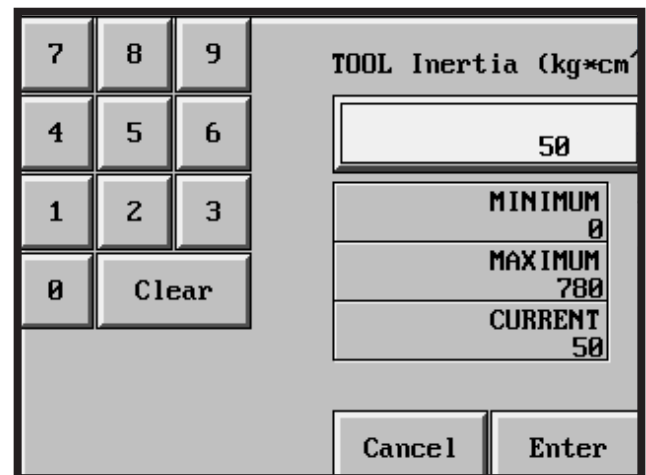 7 8 9
4 5 6
1 2 3
0 Clear
TOOL Inertia (kg*cm^
50
MINIMUM
0
MAXIMUM
780
CURRENT
50
Cancel Enter